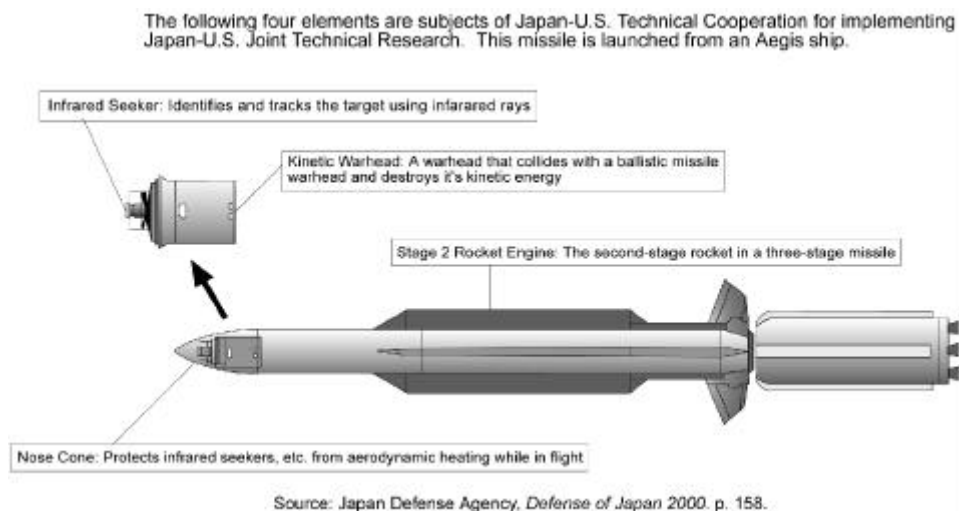 The following four elements are subjects of Japan-U.S. Technical Cooperation for implementing
Japan-U.S. Joint Technical Research. This missile is launched from an Aegis ship.
Infrared Seeker: Identifies and tracks the target using infarared rays
Kinetic Warhead: A warhead that collides with a ballistic missile
warhead and destroys it's kinetic energy
Stage 2 Rocket Engine: The second-stage rocket in a three-stage missile
Nose Cone: Protects infrared seekers, etc. from aerodynamic heating while in flight
Source: Japan Defense Agency, Defense of Japan 2000. p. 158.